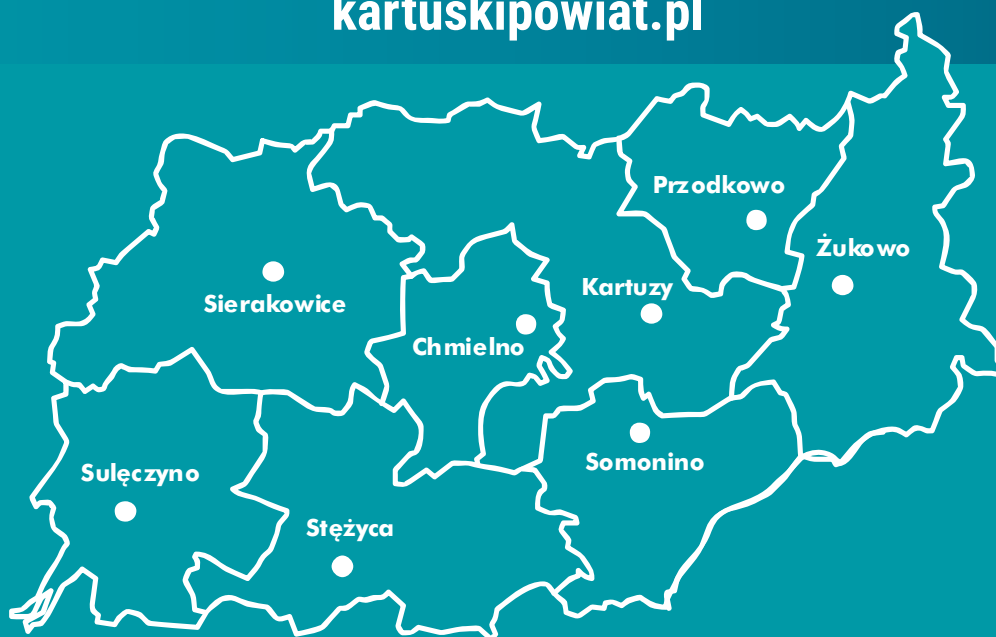 kartuskipowiat.pl
Przodkowo
Żukowo
Kartuzy
Sierakowice
Chmielno
Somonino
Sulęczyno
Stężyca